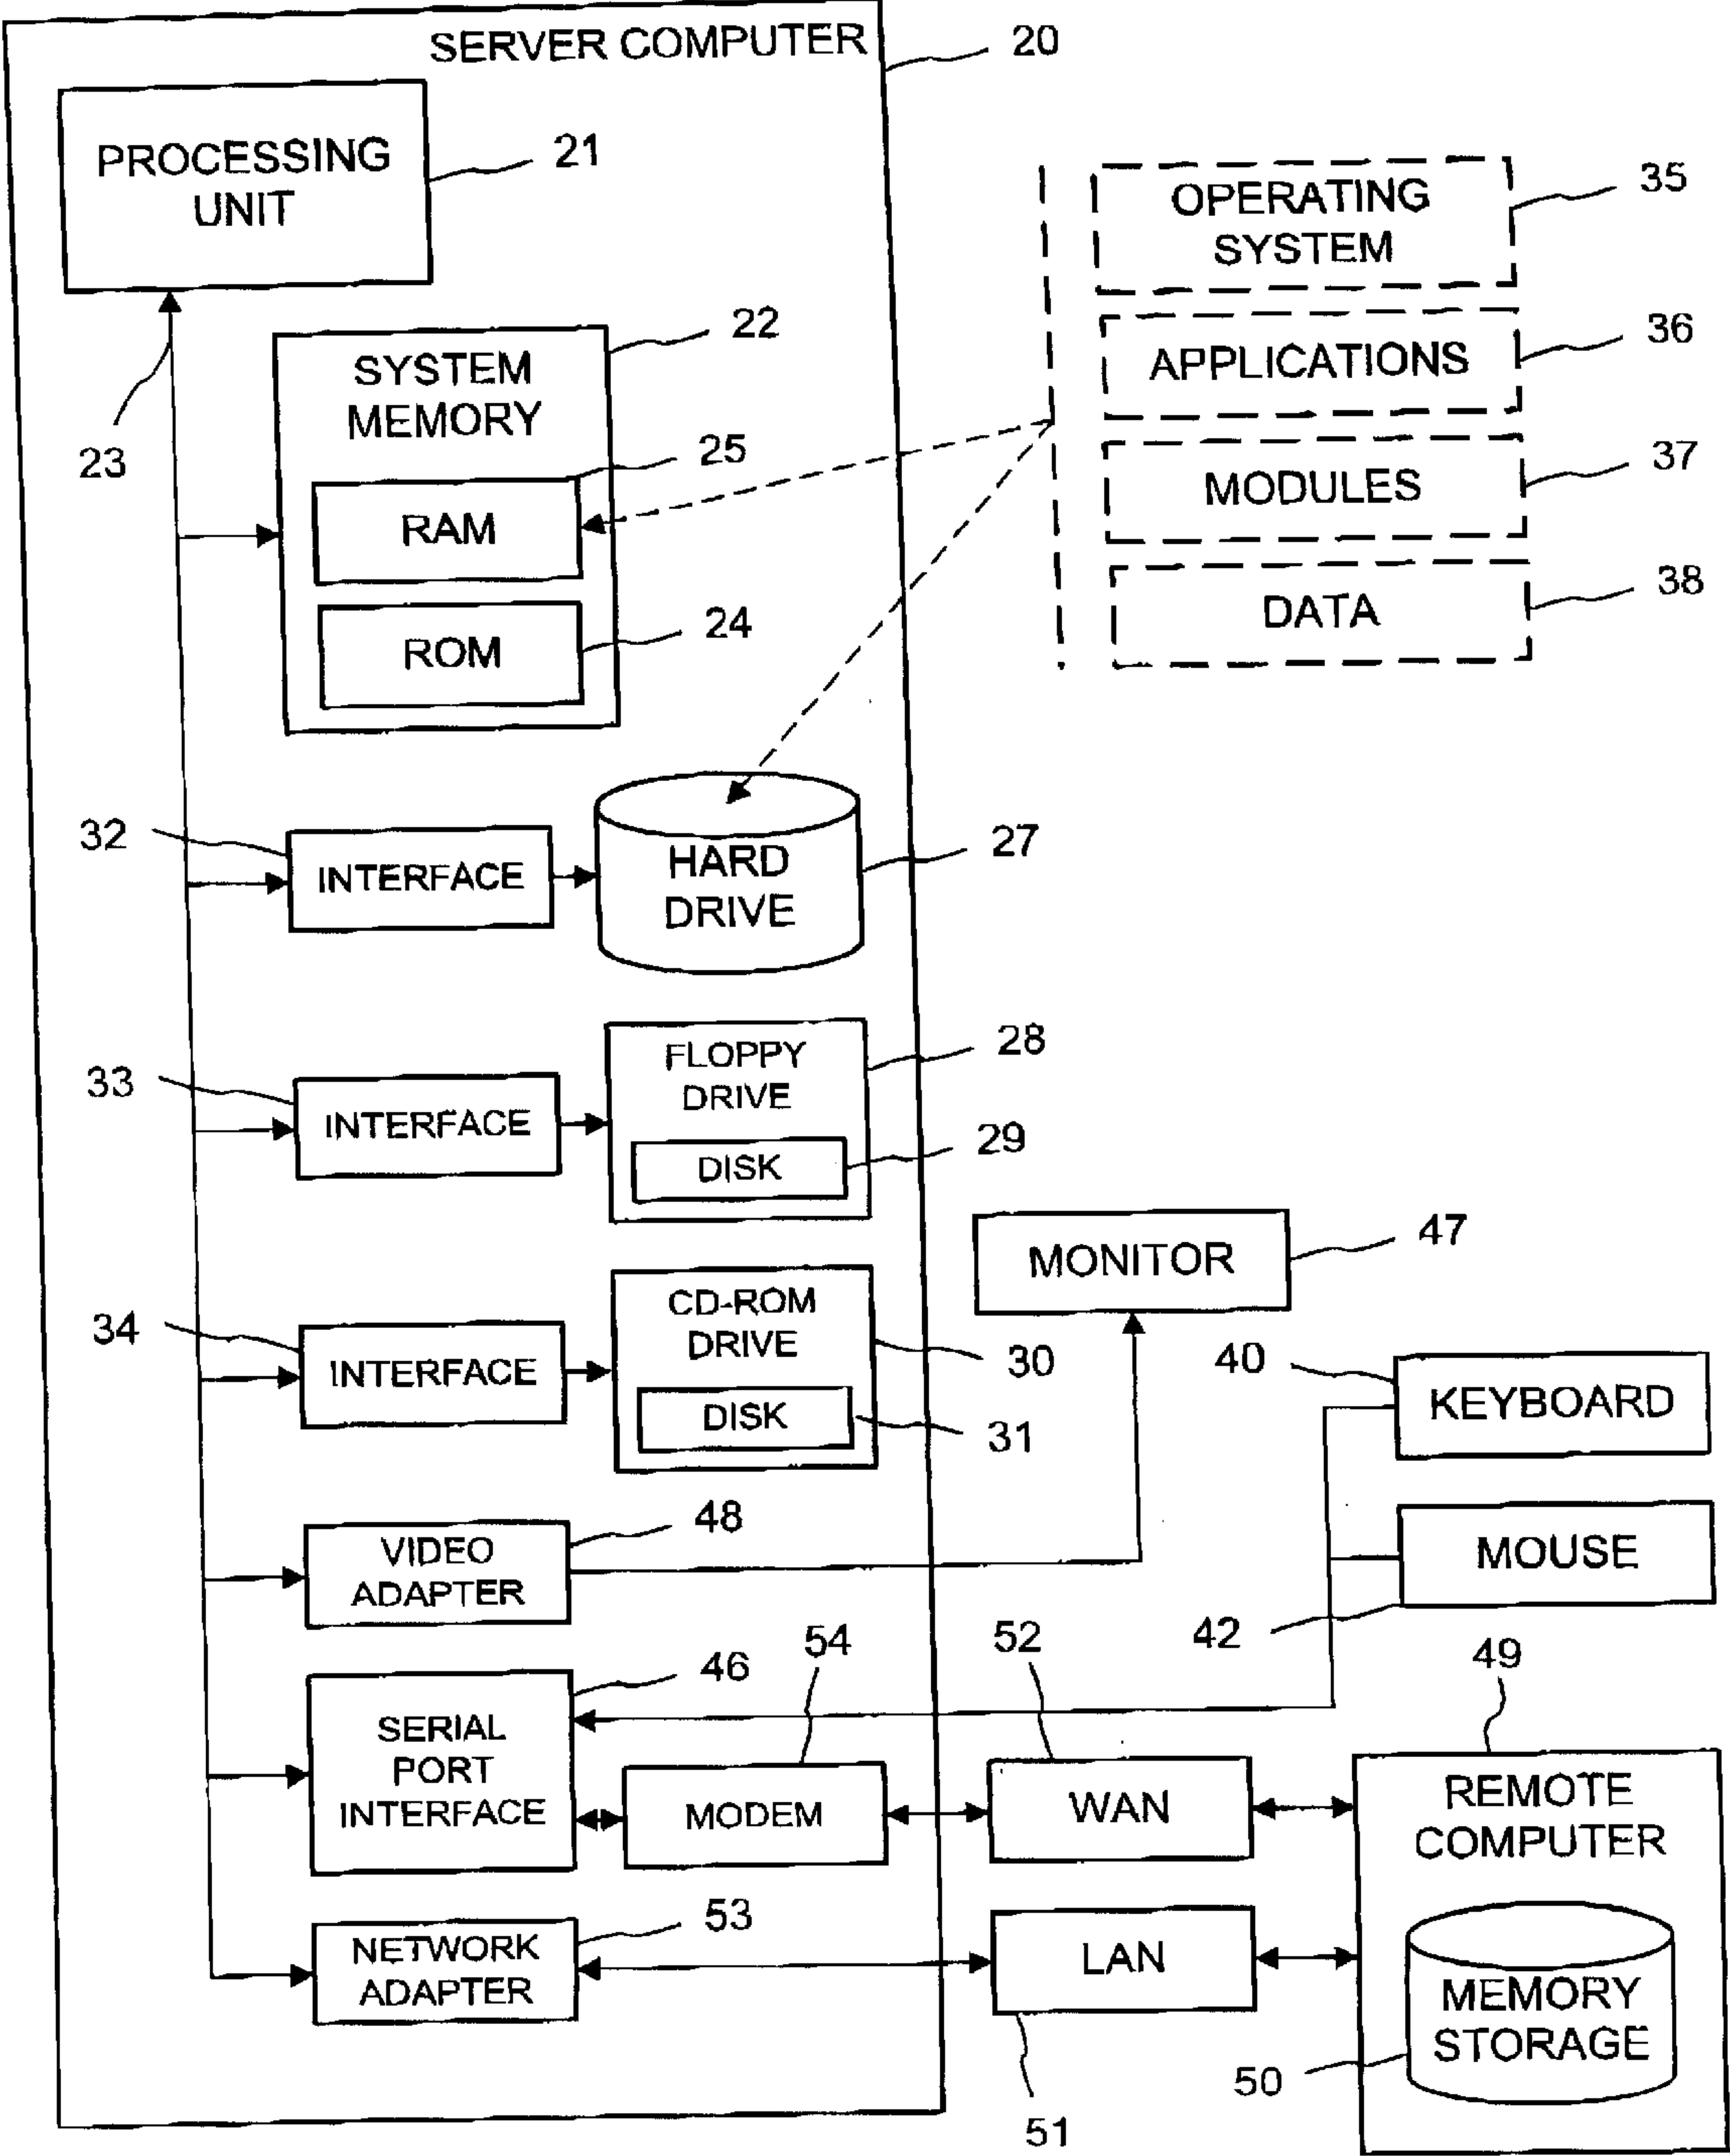 SERVER COMPUTER
20
PROCESSING
UNIT
21
23
SYSTEM
MEMORY
22
25
RAM
ROM
24
OPERATING
SYSTEM
35
APPLICATIONS
36
MODULES
37
DATA
38
32
INTERFACE
HARD
DRIVE
27
33
INTERFACE
FLOPPY
DRIVE
28
DISK
29
34
INTERFACE
CD-ROM
DRIVE
30
DISK
31
MONITOR
47
40
KEYBOARD
MOUSE
42
VIDEO
ADAPTER
48
SERIAL
PORT
INTERFACE
46
54
MODEM
52
WAN
49
REMOTE
COMPUTER
NETWORK
ADAPTER
53
LAN
51
MEMORY
STORAGE
50